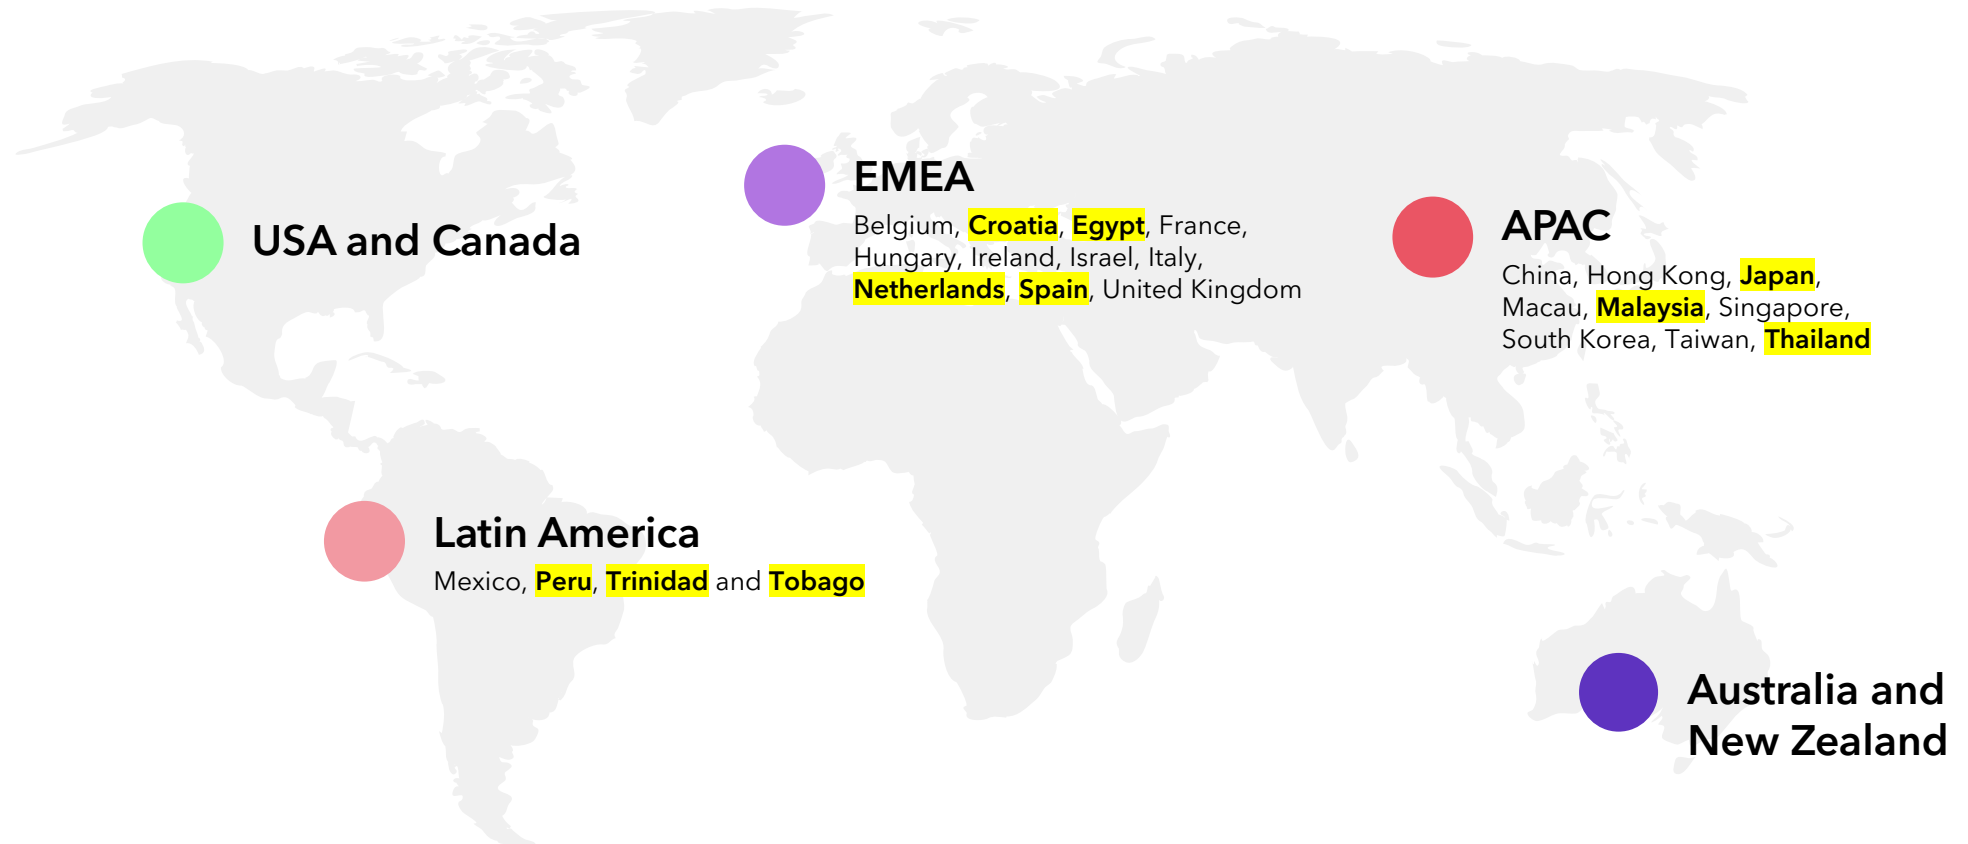 USA and Canada
EMEA
Belgium, Croatia, Egypt, France,
Hungary, Ireland, Israel, Italy,
Netherlands, Spain, United Kingdom
APAC
China, Hong Kong, Japan,
Macau, Malaysia, Singapore,
South Korea, Taiwan, Thailand
Latin America
Mexico, Peru, Trinidad and Tobago
Australia and
New Zealand